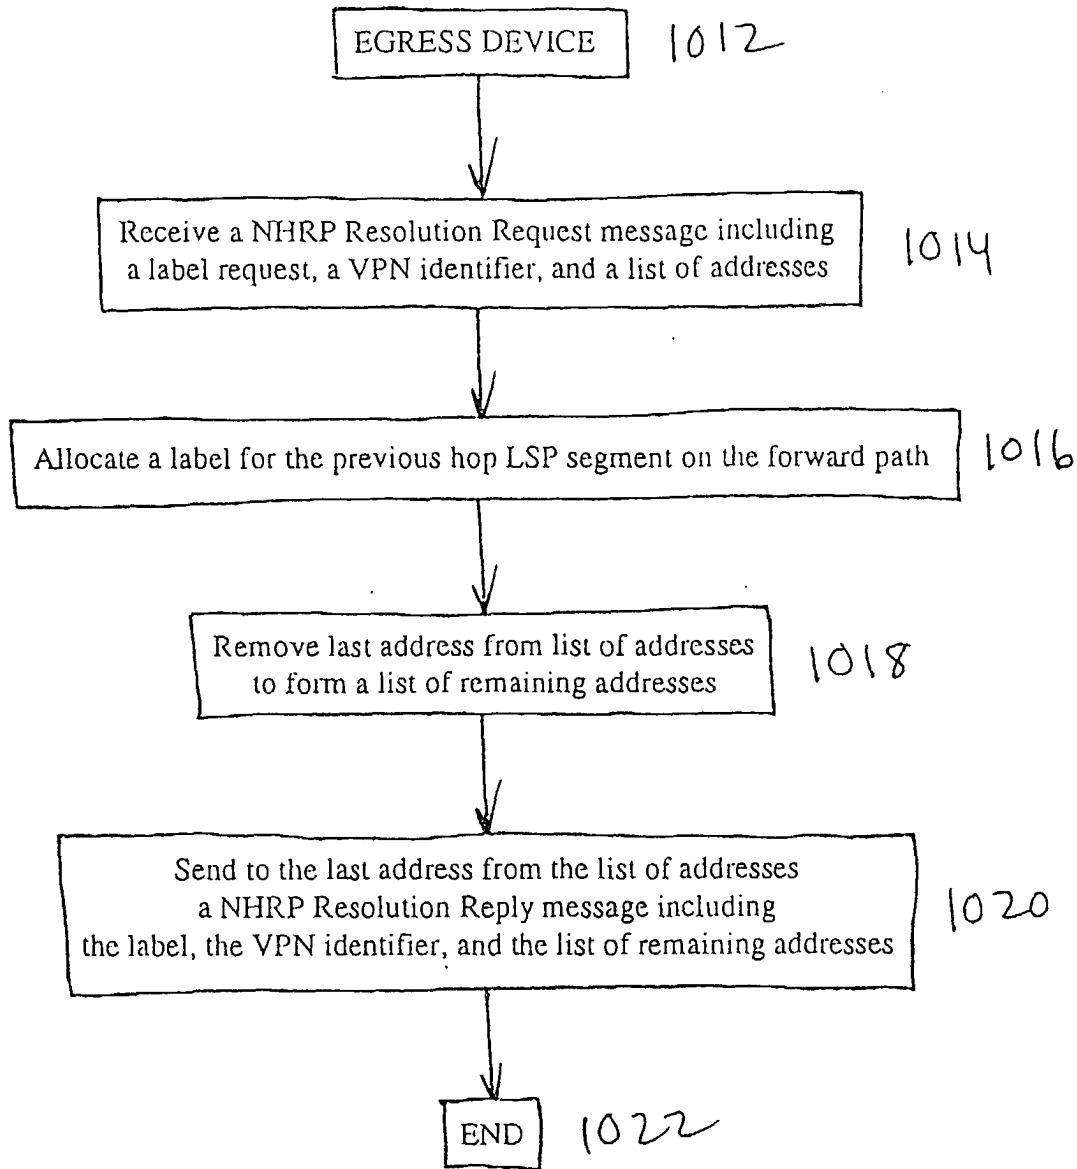 EGRESS DEVICE 1012
Receive a NHRP Resolution Request message including
a label request, a VPN identifier, and a list of addresses 1014
Allocate a label for the previous hop LSP segment on the forward path 1016
Remove last address from list of addresses
to form a list of remaining addresses 1018
Send to the last address from the list of addresses
a NHRP Resolution Reply message including
the label, the VPN identifier, and the list of remaining addresses 1020
END 1022